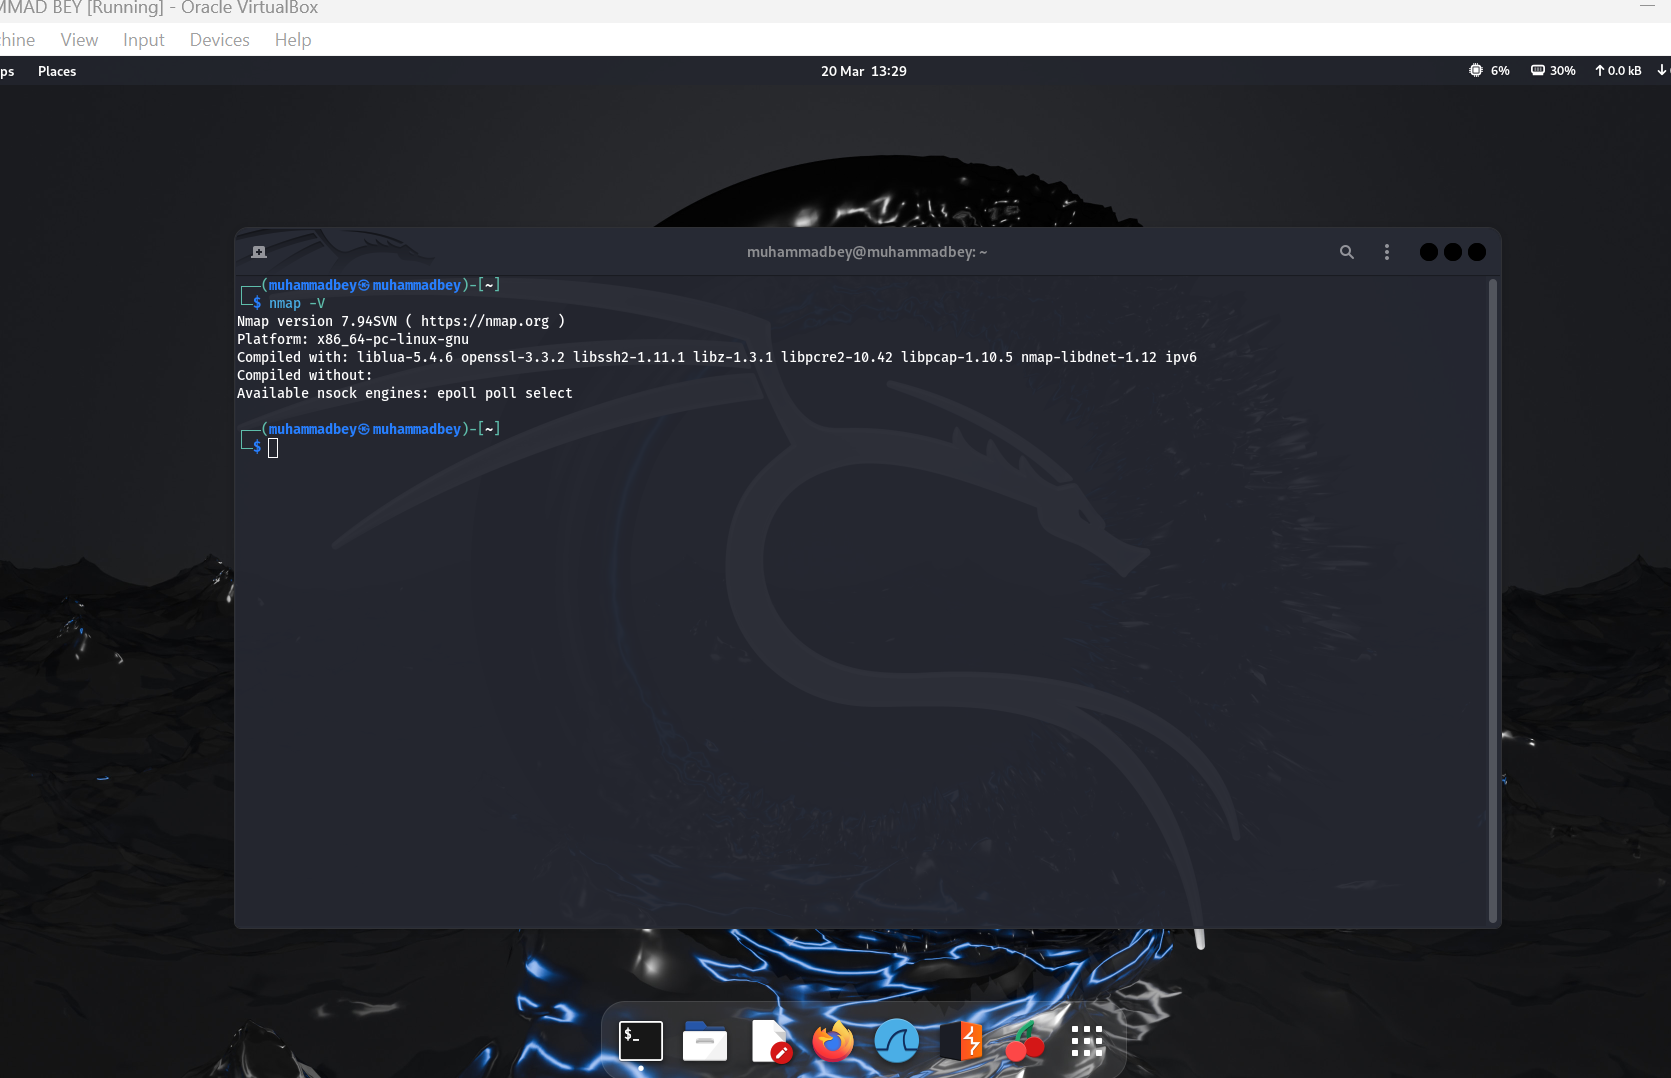 MMAD BEY [Running] - Oracle VirtualBox
hine View Input Devices Help
ps Places 20 Mar 13:29 6% 30% ↑ 0.0 kB ↓
muhammadbey@muhammadbey: ~
┌──(muhammadbey㉿muhammadbey)-[~]
└─$ nmap -V
Nmap version 7.94SVN ( https://nmap.org )
Platform: x86_64-pc-linux-gnu
Compiled with: liblua-5.4.6 openssl-3.3.2 libssh2-1.11.1 libz-1.3.1 libpcre2-10.42 libpcap-1.10.5 nmap-libdnet-1.12 ipv6
Compiled without:
Available nsock engines: epoll poll select
┌──(muhammadbey㉿muhammadbey)-[~]
└─$
$_